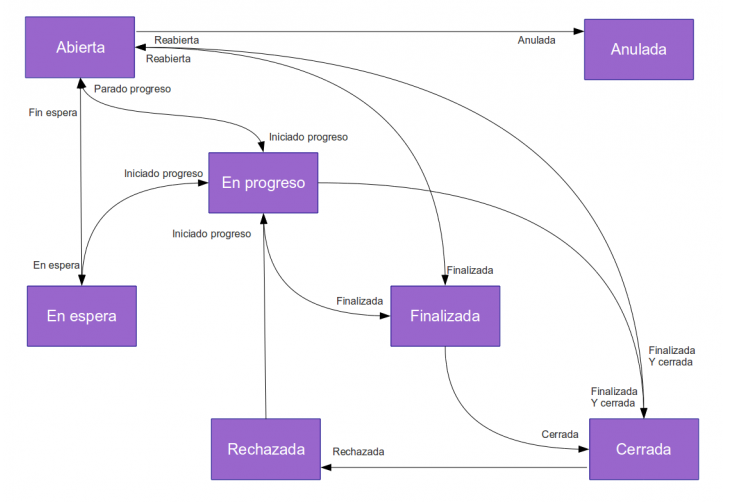 Abierta
Reabierta
Anulada
Anulada
Reabierta
Parado progreso
Fin espera
Iniciado progreso
Iniciado progreso
En progreso
Iniciado progreso
En espera
Finalizada
En espera
Finalizada
Finalizada
Finalizada
Y cerrada
Finalizada
Y cerrada
Cerrada
Rechazada
Rechazada
Cerrada